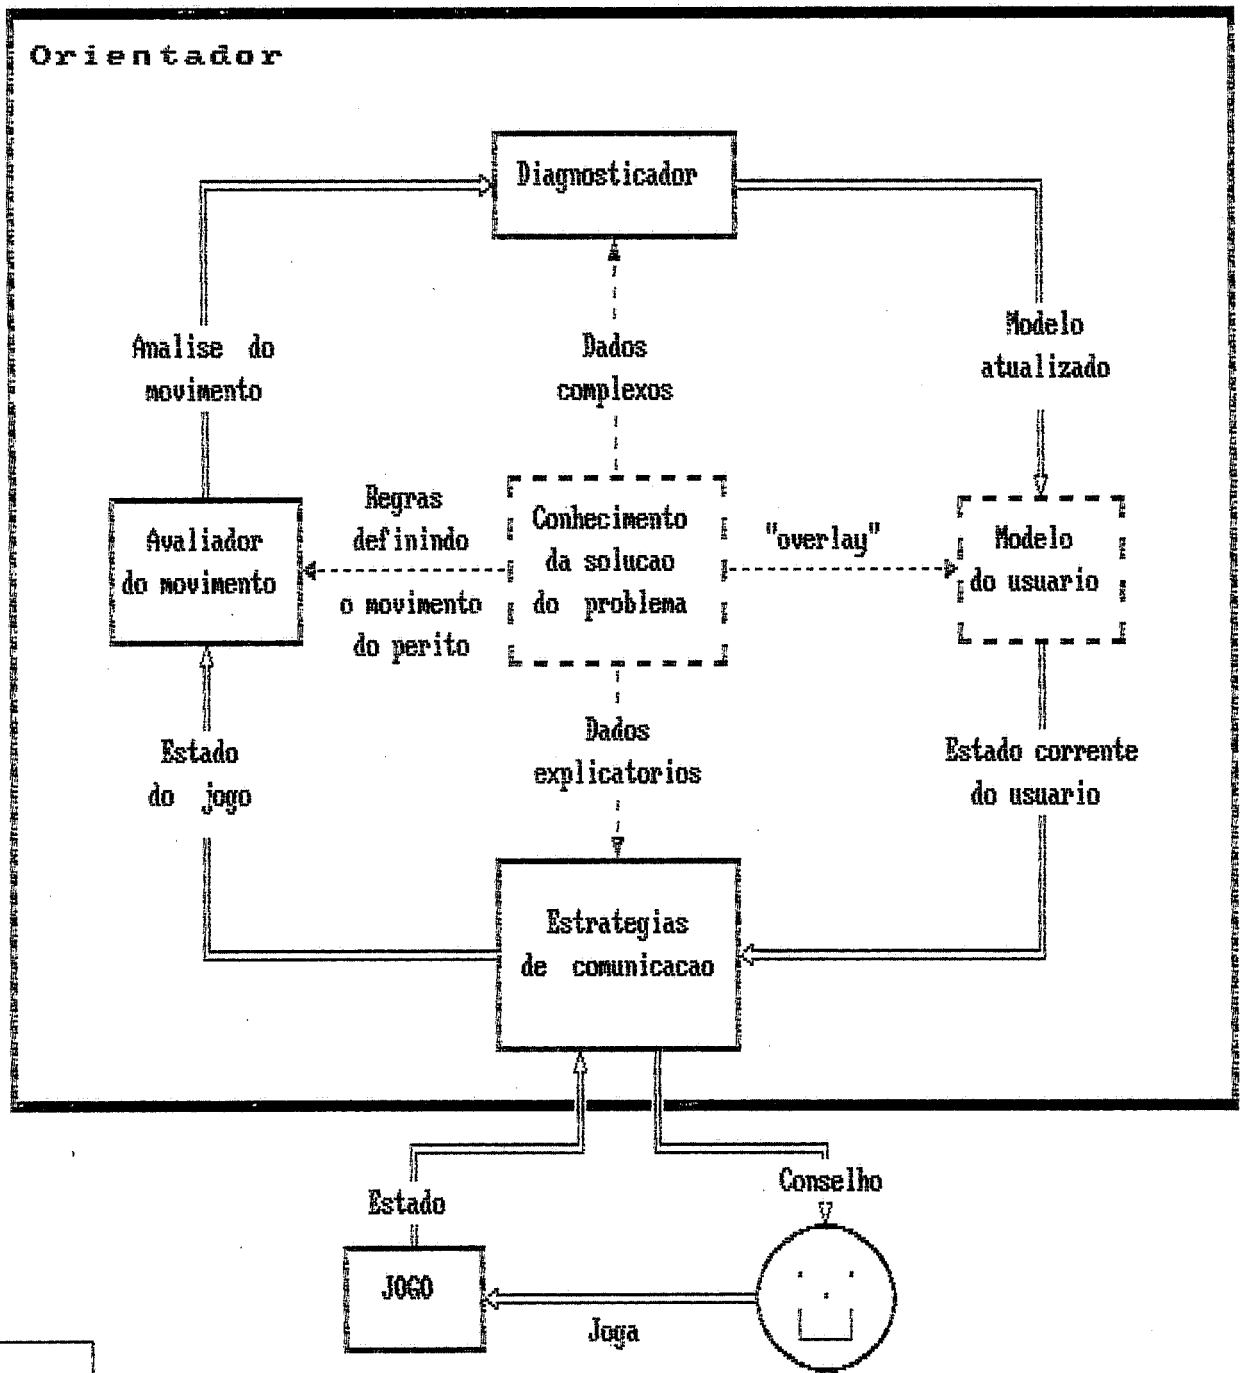 Orientador
Diagnosticador
Analise do
movimento
Dados
complexos
Modelo
atualizado
Avaliador
do movimento
Regras
definindo
o movimento
do perito
Conhecimento
da solucao
do problema
"overlay"
Modelo
do usuario
Estado
do jogo
Dados
explicatorios
Estado corrente
do usuario
Estrategias
de comunicacao
Estado
Conselho
JOGO
Joga